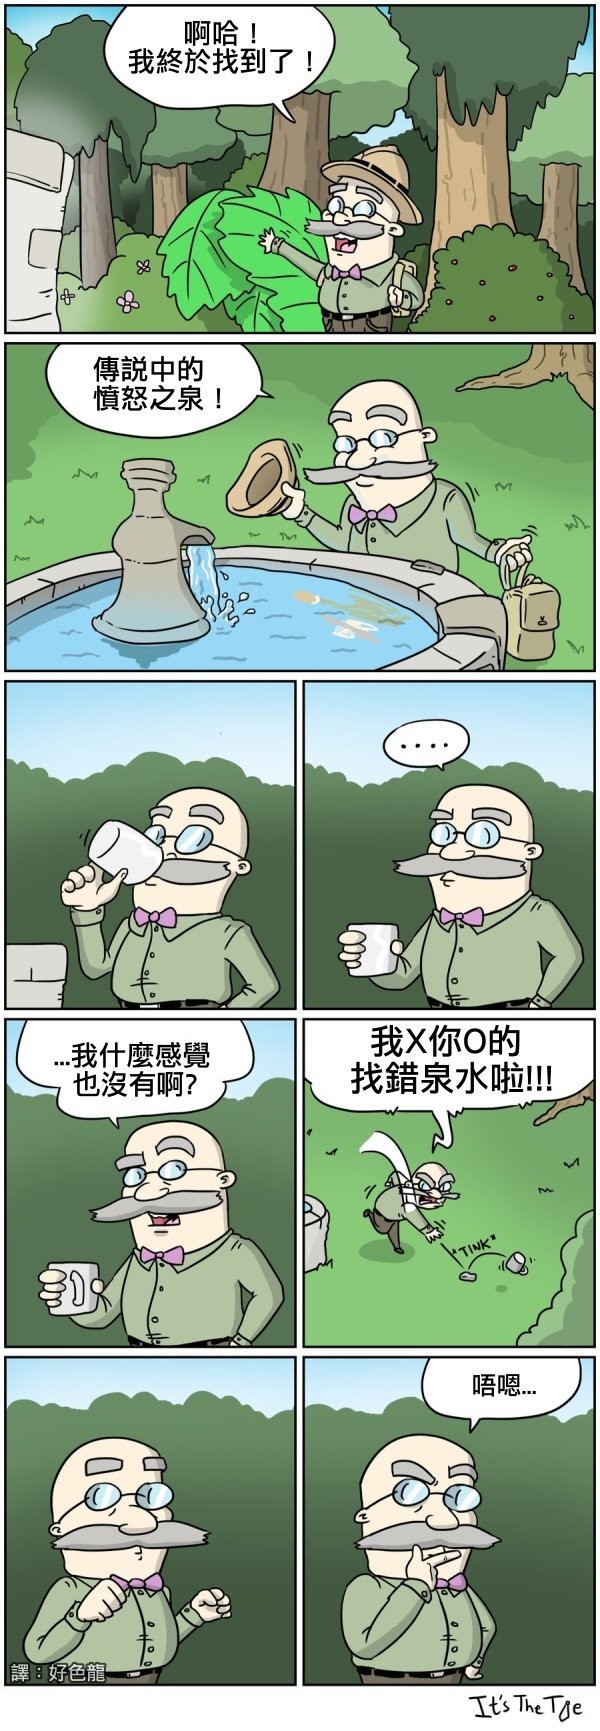 啊哈！
我終於找到了！
傳說中的
憤怒之泉！
....
...我什麼感覺
也沒有啊?
我X你O的
找錯泉水啦!!!
*TINK*
唔嗯...
譯：好色龍
It's The Tie